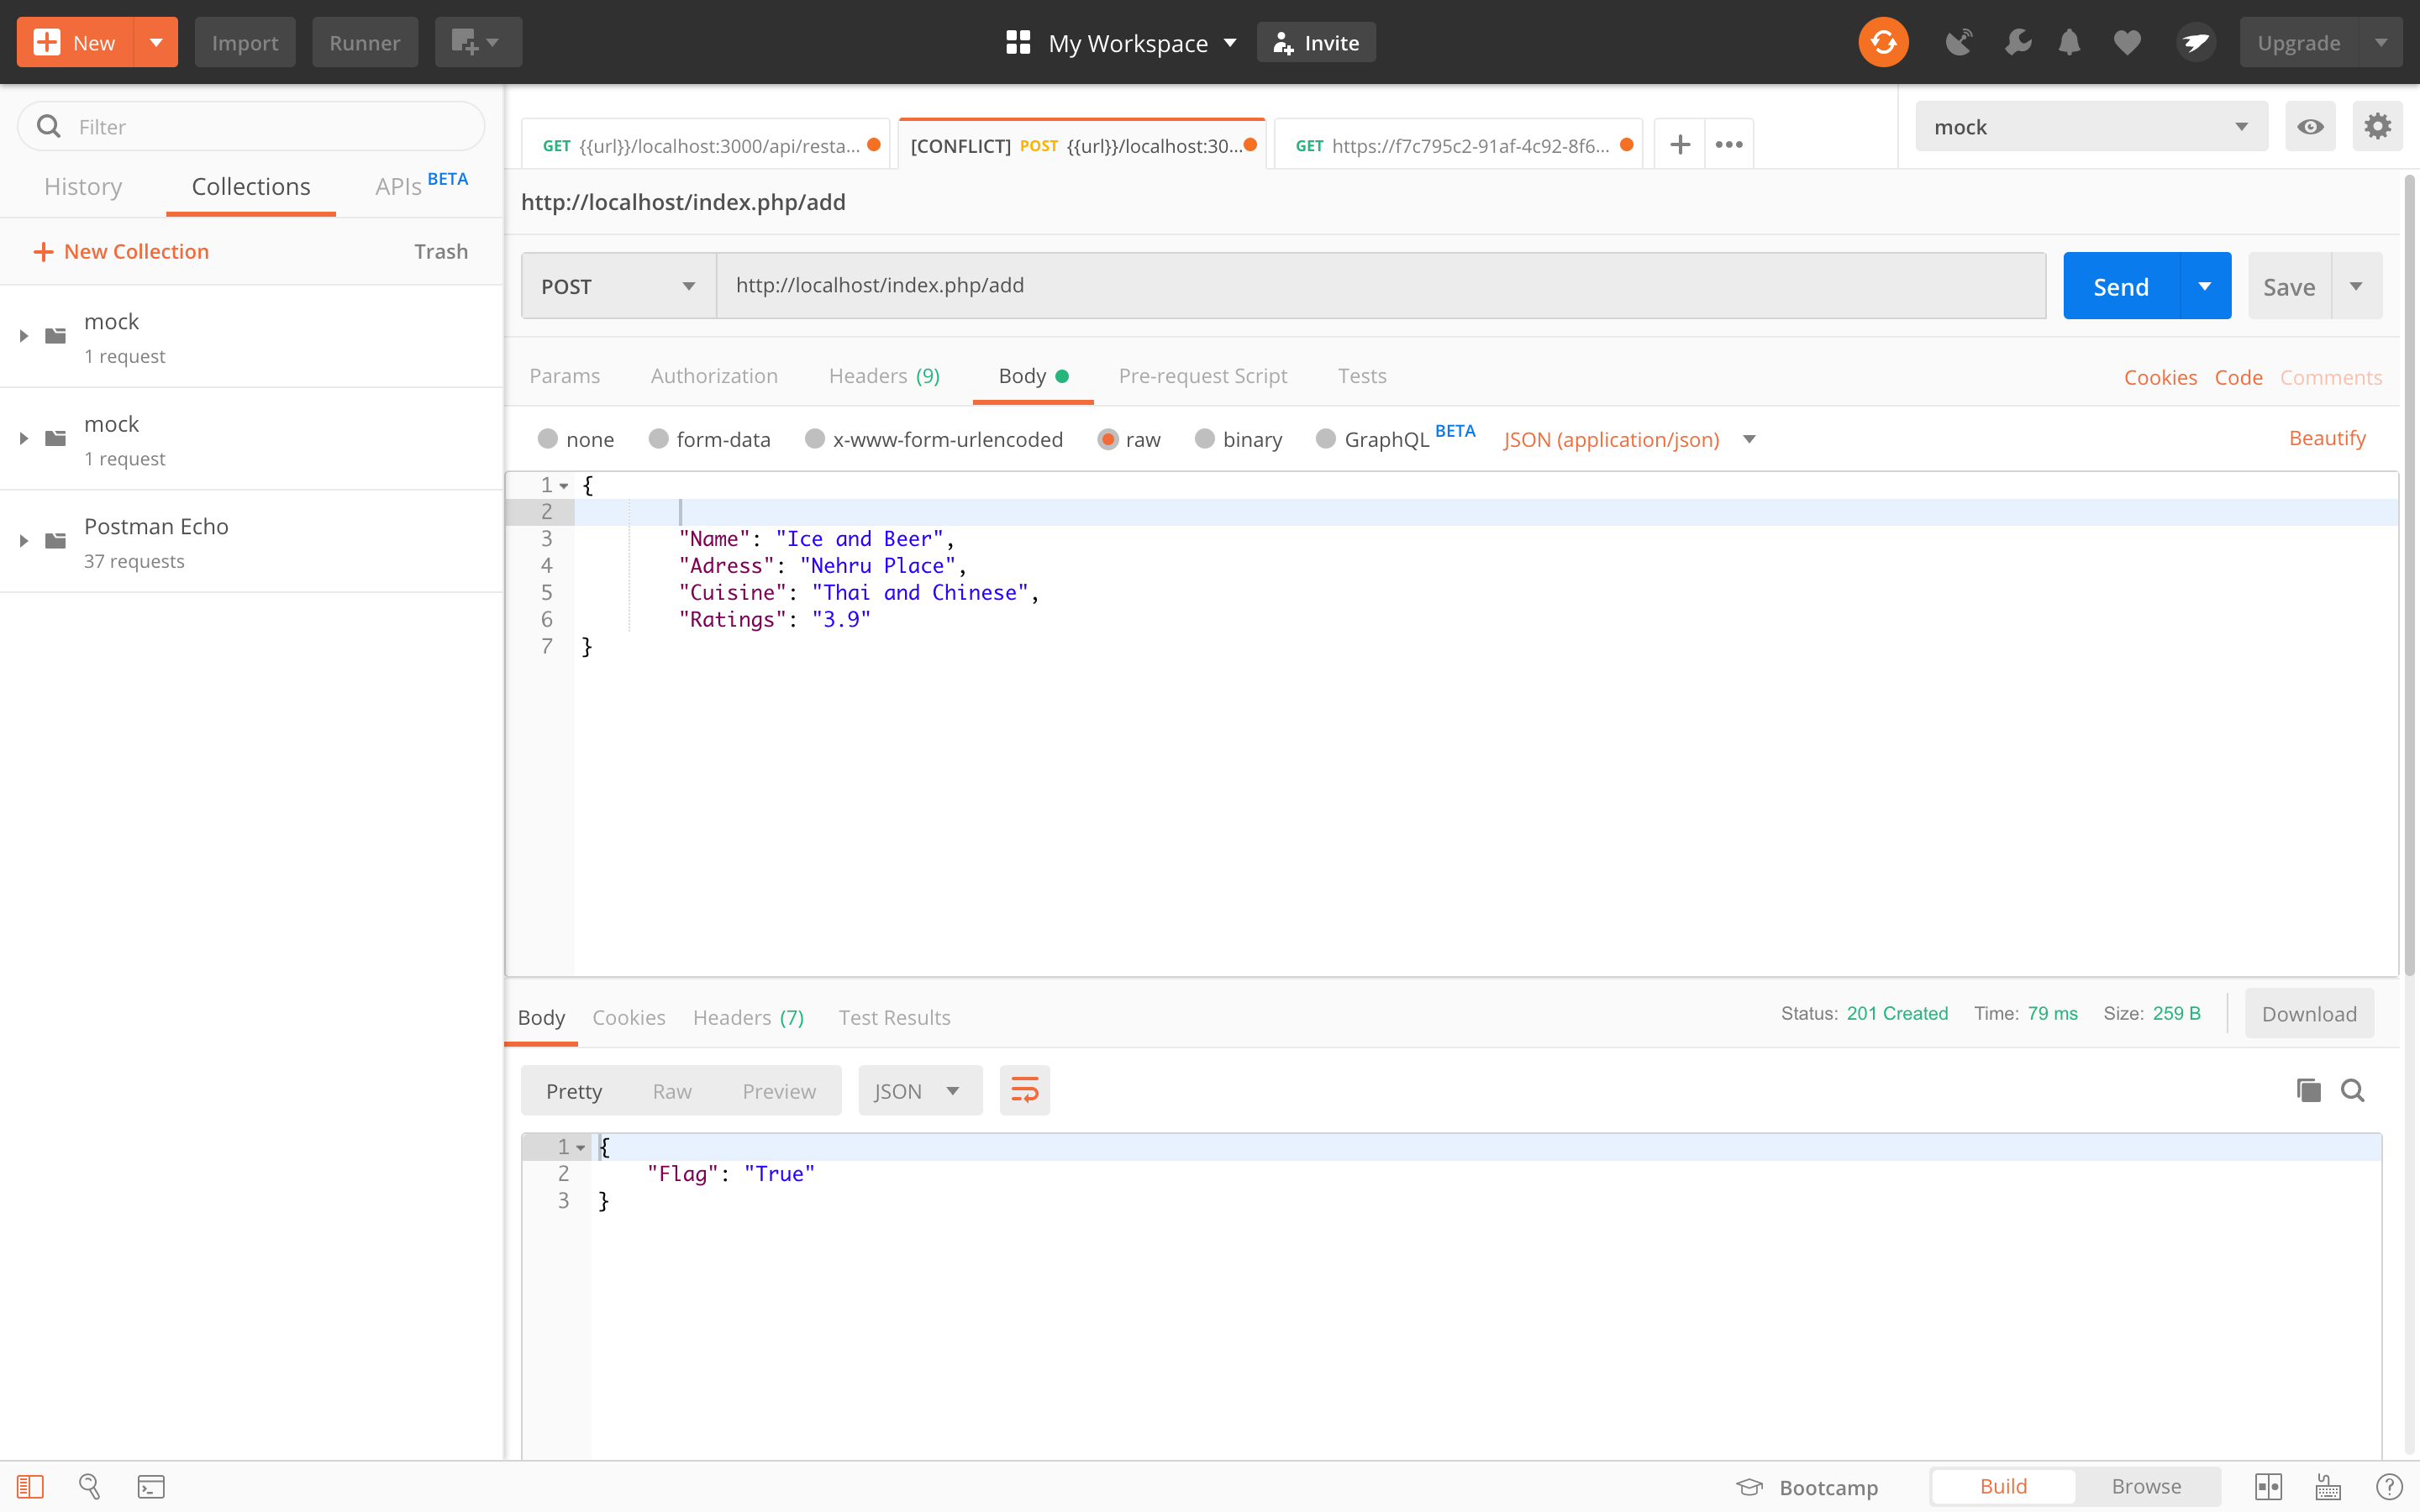 New Import Runner My Workspace Invite Upgrade
Filter
History Collections APIs BETA
+ New Collection Trash
mock
1 request
mock
1 request
Postman Echo
37 requests
GET {{url}}/localhost:3000/api/resta... [CONFLICT] POST {{url}}/localhost:30... GET https://f7c795c2-91af-4c92-8f6... + ••• mock
http://localhost/index.php/add
POST http://localhost/index.php/add Send Save
Params Authorization Headers (9) Body Pre-request Script Tests Cookies Code Comments
none form-data x-www-form-urlencoded raw binary GraphQL BETA JSON (application/json) Beautify
1 {
2
3 "Name": "Ice and Beer",
4 "Adress": "Nehru Place",
5 "Cuisine": "Thai and Chinese",
6 "Ratings": "3.9"
7 }
Body Cookies Headers (7) Test Results Status: 201 Created Time: 79 ms Size: 259 B Download
Pretty Raw Preview JSON
1 {
2 "Flag": "True"
3 }
Bootcamp Build Browse ?